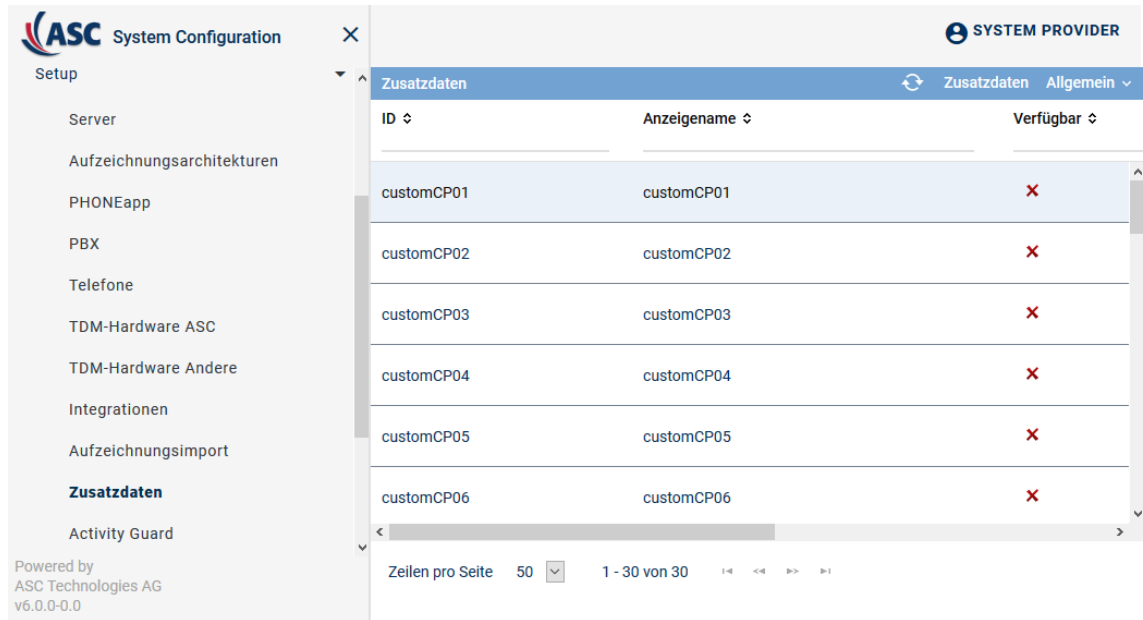 ASC System Configuration
SYSTEM PROVIDER
Setup
Server
Aufzeichnungsarchitekturen
PHONEapp
PBX
Telefone
TDM-Hardware ASC
TDM-Hardware Andere
Integrationen
Aufzeichnungsimport
Zusatzdaten
Activity Guard
Powered by
ASC Technologies AG
v6.0.0-0.0
Zusatzdaten Zusatzdaten Allgemein
ID Anzeigename Verfügbar
customCP01 customCP01
customCP02 customCP02
customCP03 customCP03
customCP04 customCP04
customCP05 customCP05
customCP06 customCP06
Zeilen pro Seite 50 1 - 30 von 30